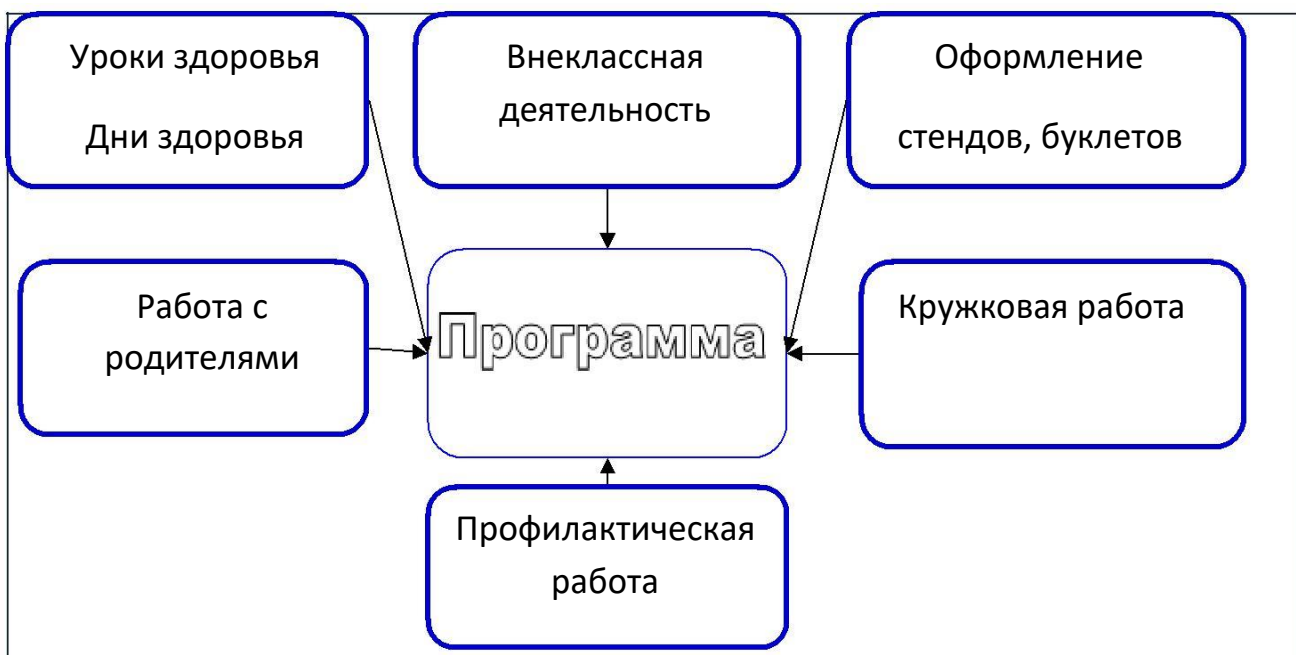 Уроки здоровья
Дни здоровья
Внеклассная
деятельность
Оформление
стендов, буклетов
Работа с
родителями
Программа
Кружковая работа
Профилактическая
работа